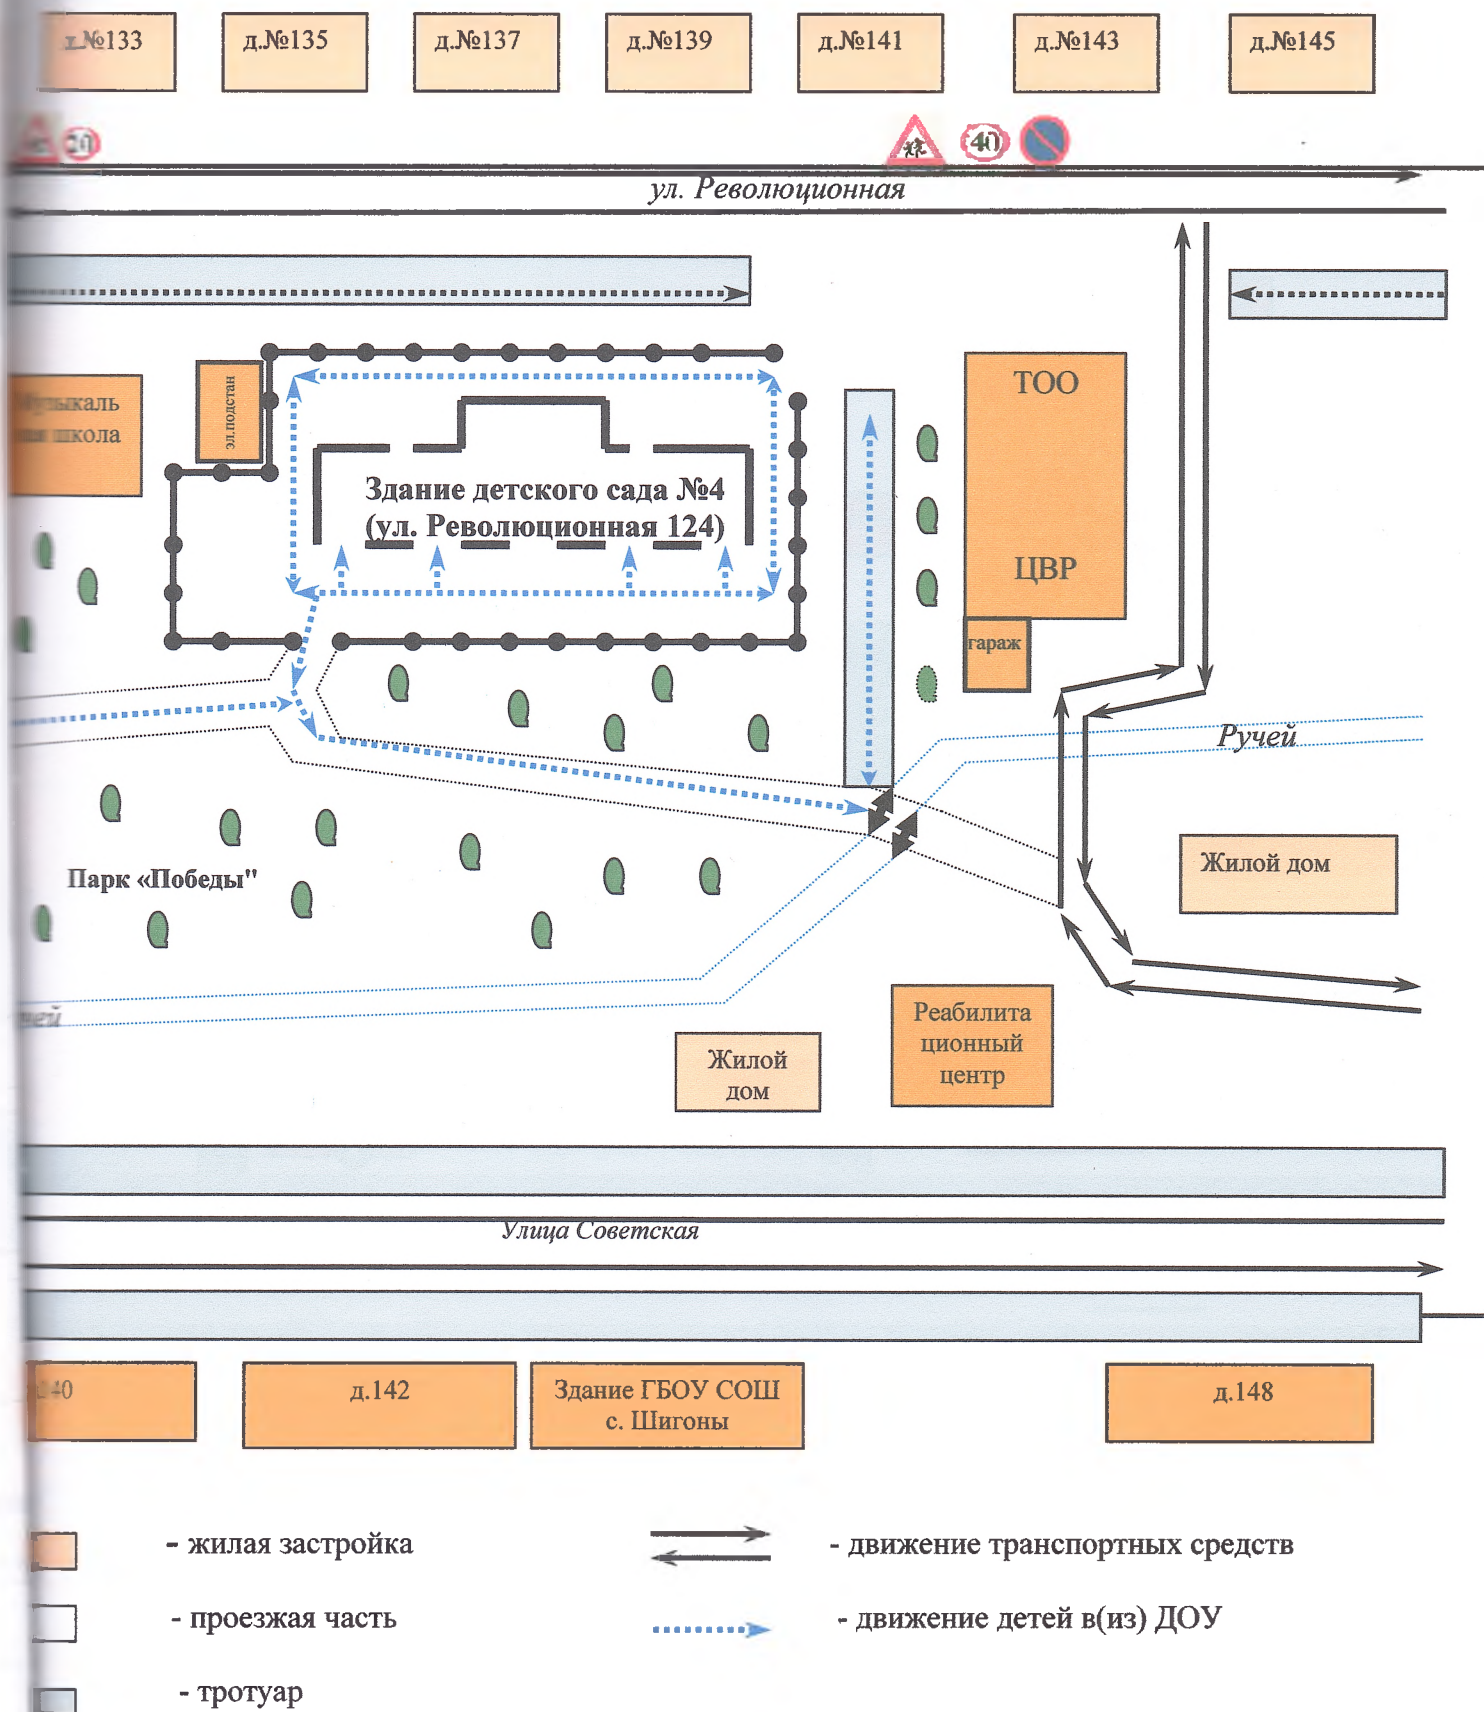 д.№133
д.№135
д.№137
д.№139
д.№141
д.№143
д.№145
20
40
ул. Революционная
эл.подстан
школа
Здание детского сада №4
(ул. Революционная 124)
ТОО
ЦВР
гараж
Ручей
Жилой дом
Парк «Победы"
Реабилита
ционный
центр
Жилой
дом
Улица Советская
д.142
Здание ГБОУ СОШ
с. Шигоны
д.148
- жилая застройка
- движение транспортных средств
- проезжая часть
- движение детей в(из) ДОУ
- тротуар